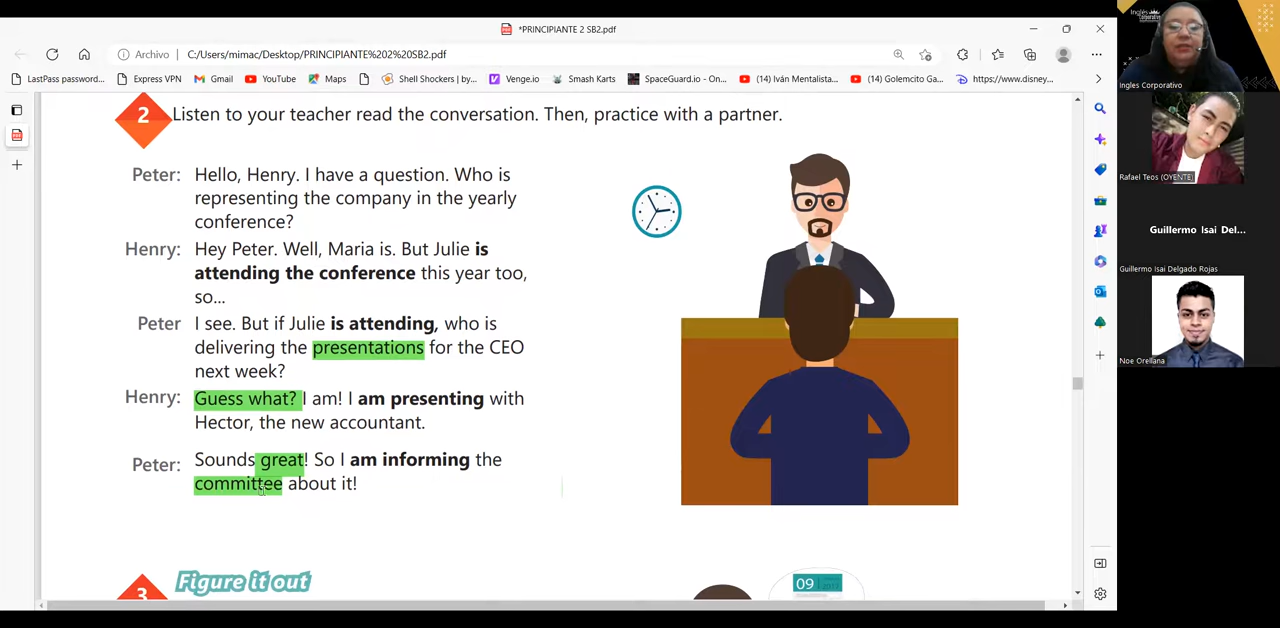 *PRINCIPIANTE 2 SB2.pdf
Archivo | C:/Users/mimac/Desktop/PRINCIPIANTE%202%20SB2.pdf
LastPass password... Express VPN Gmail YouTube Maps Shell Shockers | by... Venge.io Smash Karts SpaceGuard.io - On... (14) Iván Mentalista... (14) Golemcito Ga... https://www.disney...
2 Listen to your teacher read the conversation. Then, practice with a partner.
Peter: Hello, Henry. I have a question. Who is
representing the company in the yearly
conference?
Henry: Hey Peter. Well, Maria is. But Julie is
attending the conference this year too,
so...
Peter I see. But if Julie is attending, who is
delivering the presentations for the CEO
next week?
Henry: Guess what? I am! I am presenting with
Hector, the new accountant.
Peter: Sounds great! So I am informing the
committee about it!
3 Figure it out
09
Inglés
Corporativo
Ingles Corporativo
Rafael Teos (OYENTE)
Guillermo Isai Del...
Guillermo Isai Delgado Rojas
Noe Orellana